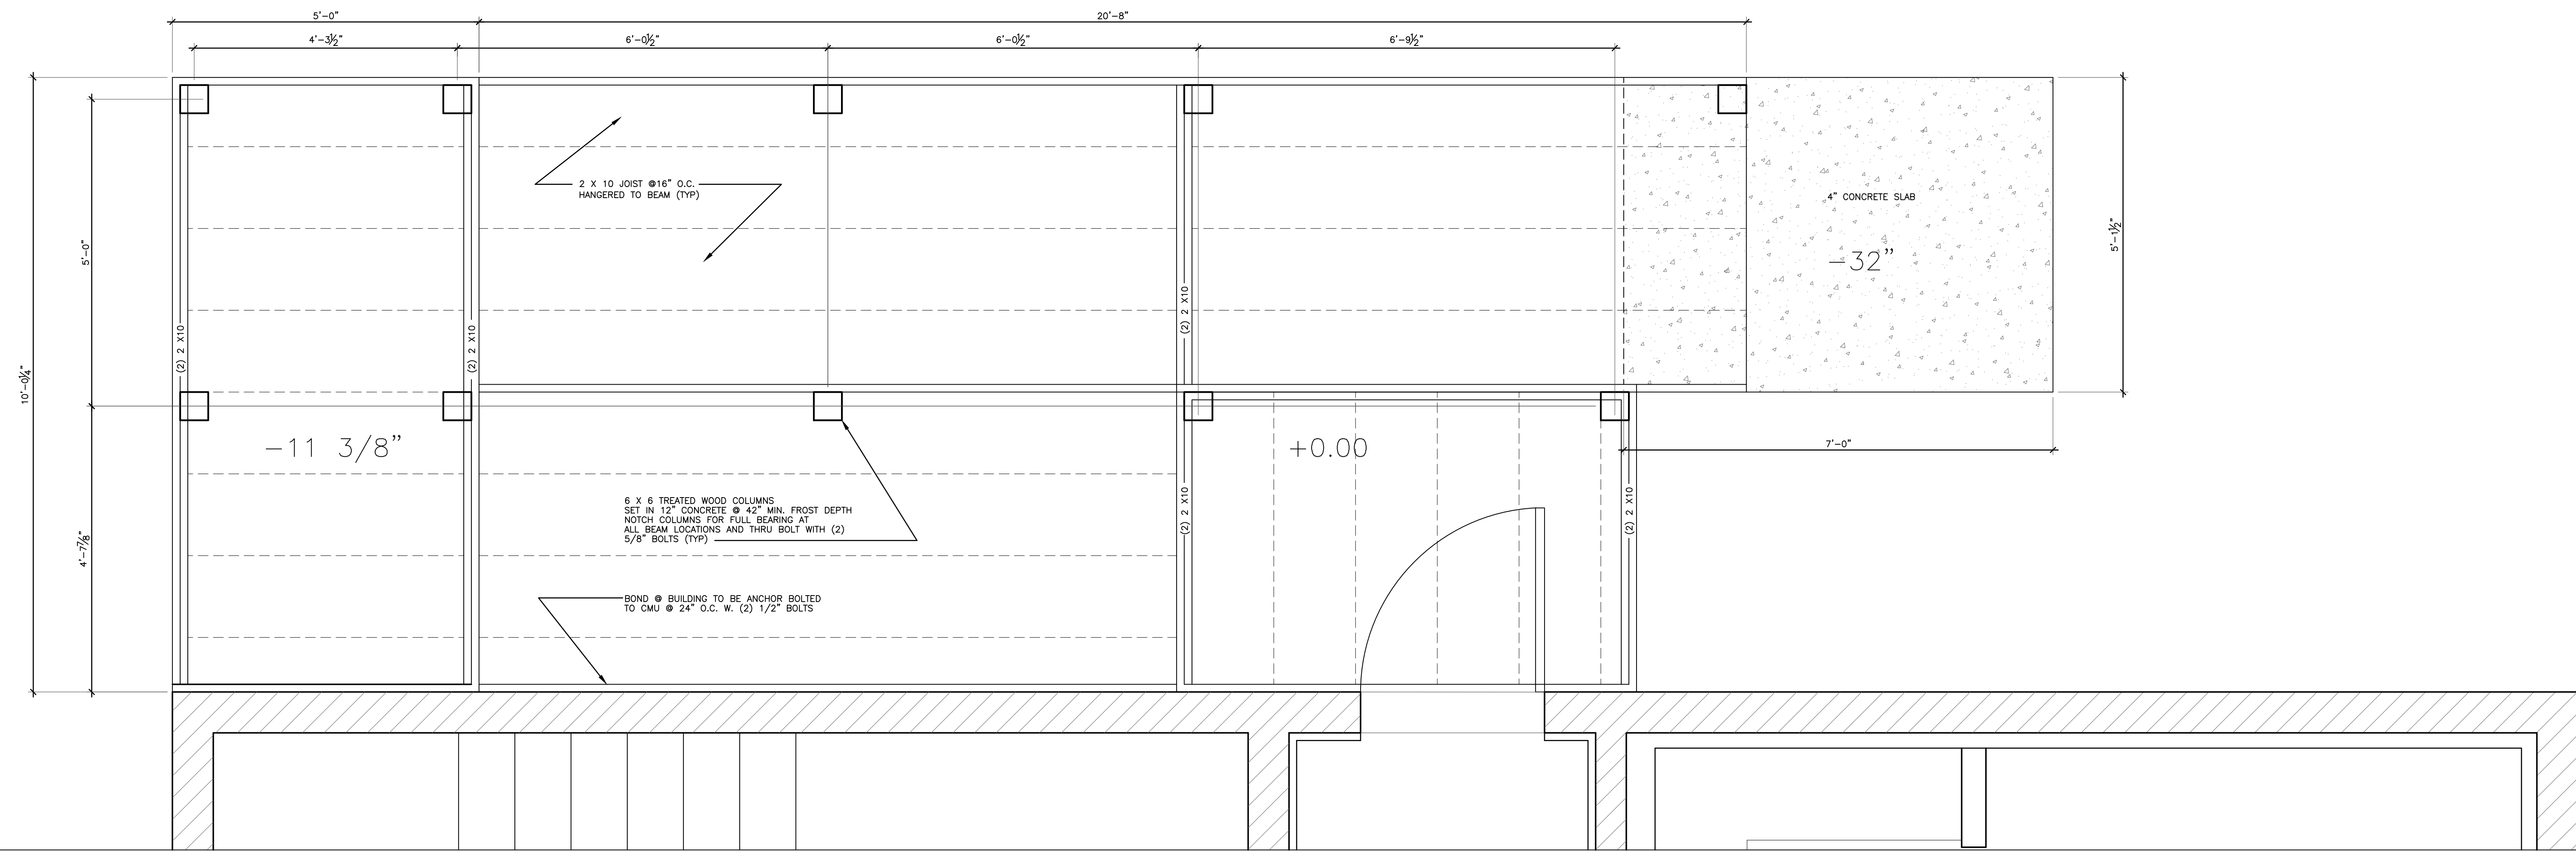 5'-0"
20'-8"
4'-3½"
6'-0½"
6'-0½"
6'-9½"
2 X 10 JOIST @16" O.C.
HANGERED TO BEAM (TYP)
4" CONCRETE SLAB
-32"
5'-0"
5'-1½"
10'-0¼"
(2) 2 X10
(2) 2 X10
(2) 2 X10
-11 3/8"
+0.00
7'-0"
6 X 6 TREATED WOOD COLUMNS
SET IN 12" CONCRETE @ 42" MIN. FROST DEPTH
NOTCH COLUMNS FOR FULL BEARING AT
ALL BEAM LOCATIONS AND THRU BOLT WITH (2)
5/8" BOLTS (TYP)
4'-7⅞"
(2) 2 X10
(2) 2 X10
BOND @ BUILDING TO BE ANCHOR BOLTED
TO CMU @ 24" O.C. W. (2) 1/2" BOLTS